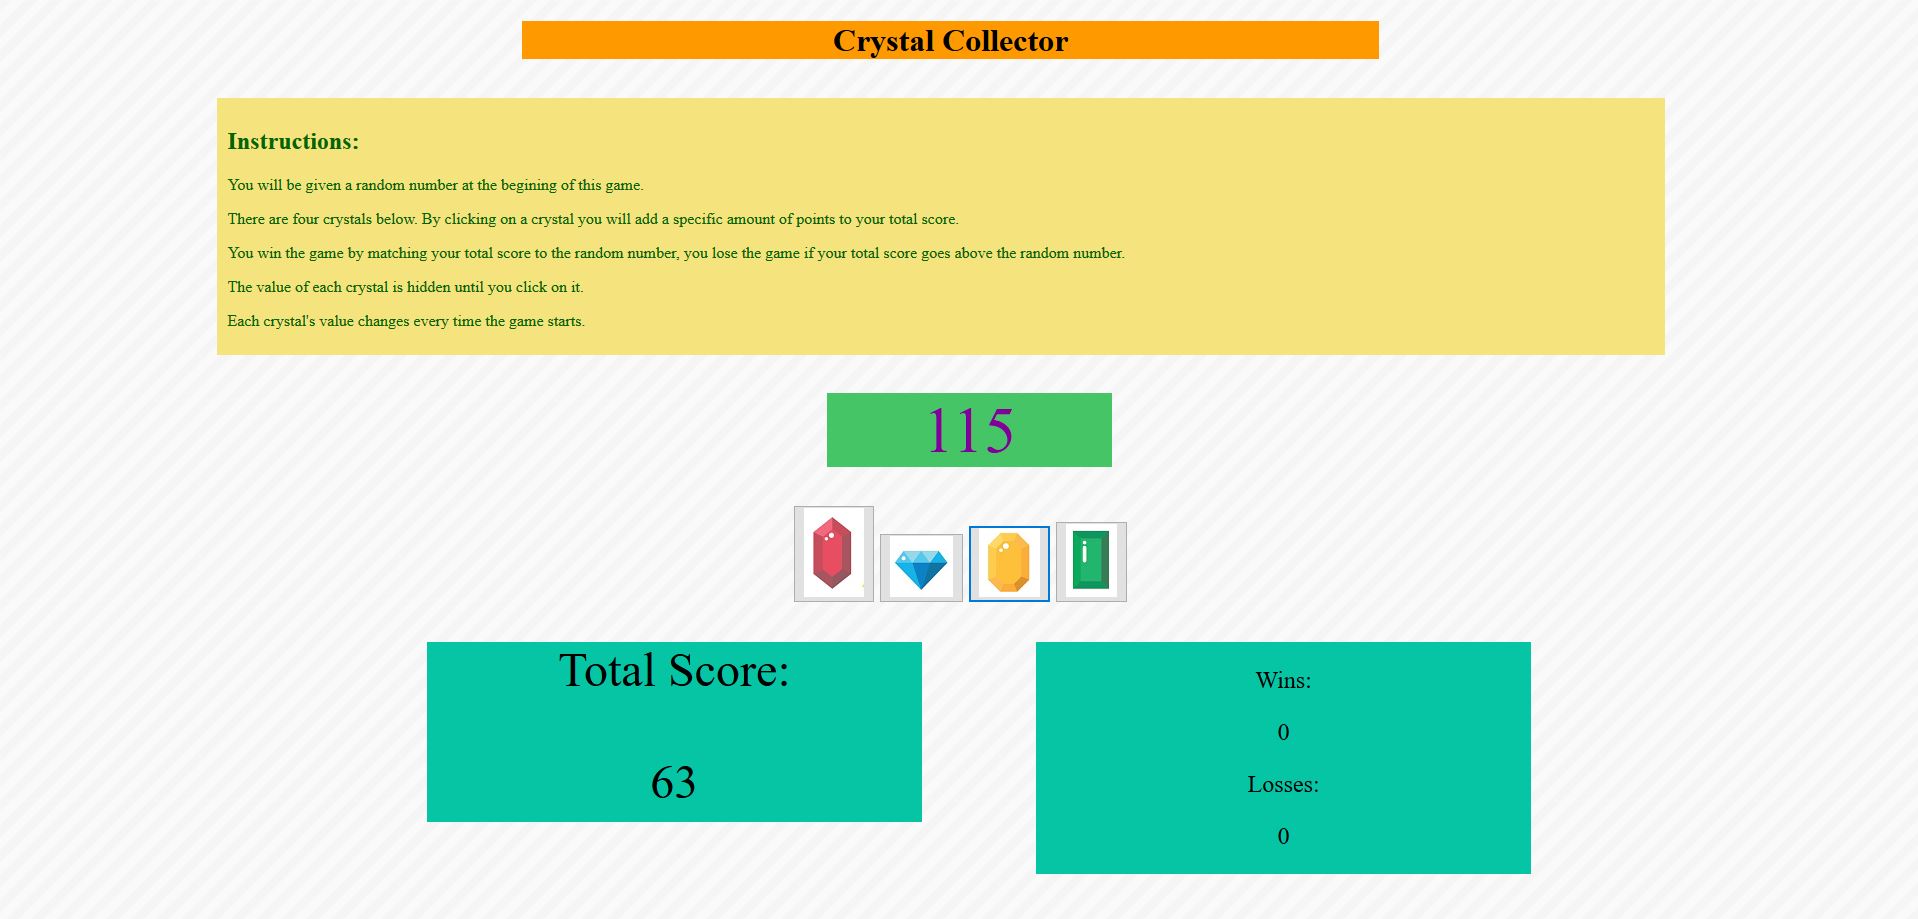 Crystal Collector
Instructions:
You will be given a random number at the begining of this game.
There are four crystals below. By clicking on a crystal you will add a specific amount of points to your total score.
You win the game by matching your total score to the random number, you lose the game if your total score goes above the random number.
The value of each crystal is hidden until you click on it.
Each crystal's value changes every time the game starts.
115
Total Score:
63
Wins:
0
Losses:
0